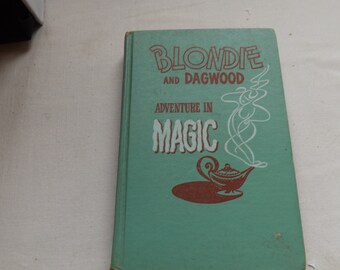 BLONDIE
AND DAGWOOD
ADVENTURE IN
MAGIC